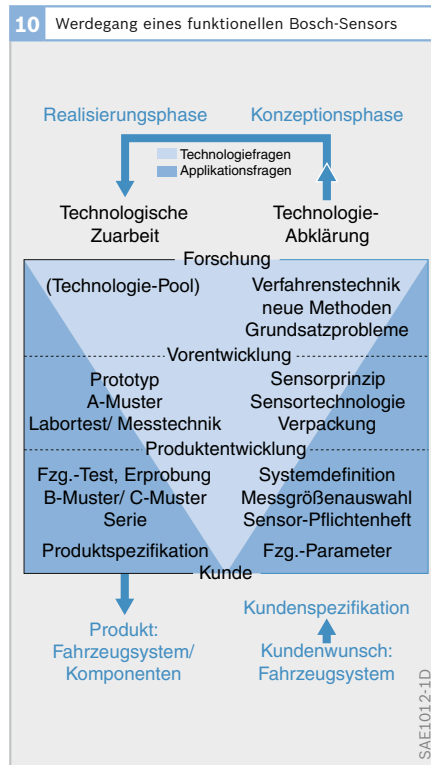 10 Werdegang eines funktionellen Bosch-Sensors
Realisierungsphase Konzeptionsphase
Technologiefragen
Applikationsfragen
Technologische Technologie-
Zuarbeit Abklärung
Forschung
(Technologie-Pool) Verfahrenstechnik
neue Methoden
Grundsatzprobleme
Vorentwicklung
Prototyp Sensorprinzip
A-Muster Sensortechnologie
Labortest/ Messtechnik Verpackung
Produktentwicklung
Fzg.-Test, Erprobung Systemdefinition
B-Muster/ C-Muster Messgrößenauswahl
Serie Sensor-Pflichtenheft
Produktspezifikation Fzg.-Parameter
Kunde
Kundenspezifikation
Produkt: Kundenwunsch:
Fahrzeugsystem/ Fahrzeugsystem
Komponenten
SAE1012-1D